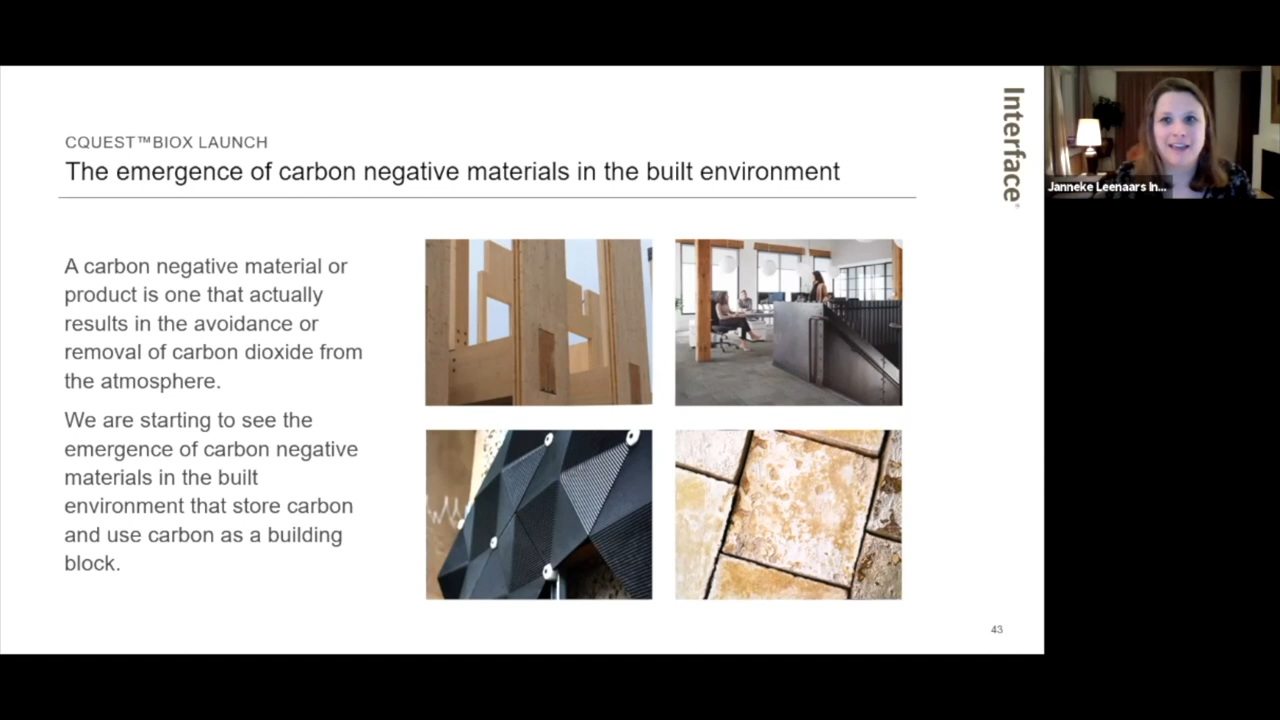 CQUEST™BIOX LAUNCH
The emergence of carbon negative materials in the built environment
Interface®
Janneke Leenaars In...
A carbon negative material or
product is one that actually
results in the avoidance or
removal of carbon dioxide from
the atmosphere.
We are starting to see the
emergence of carbon negative
materials in the built
environment that store carbon
and use carbon as a building
block.
43